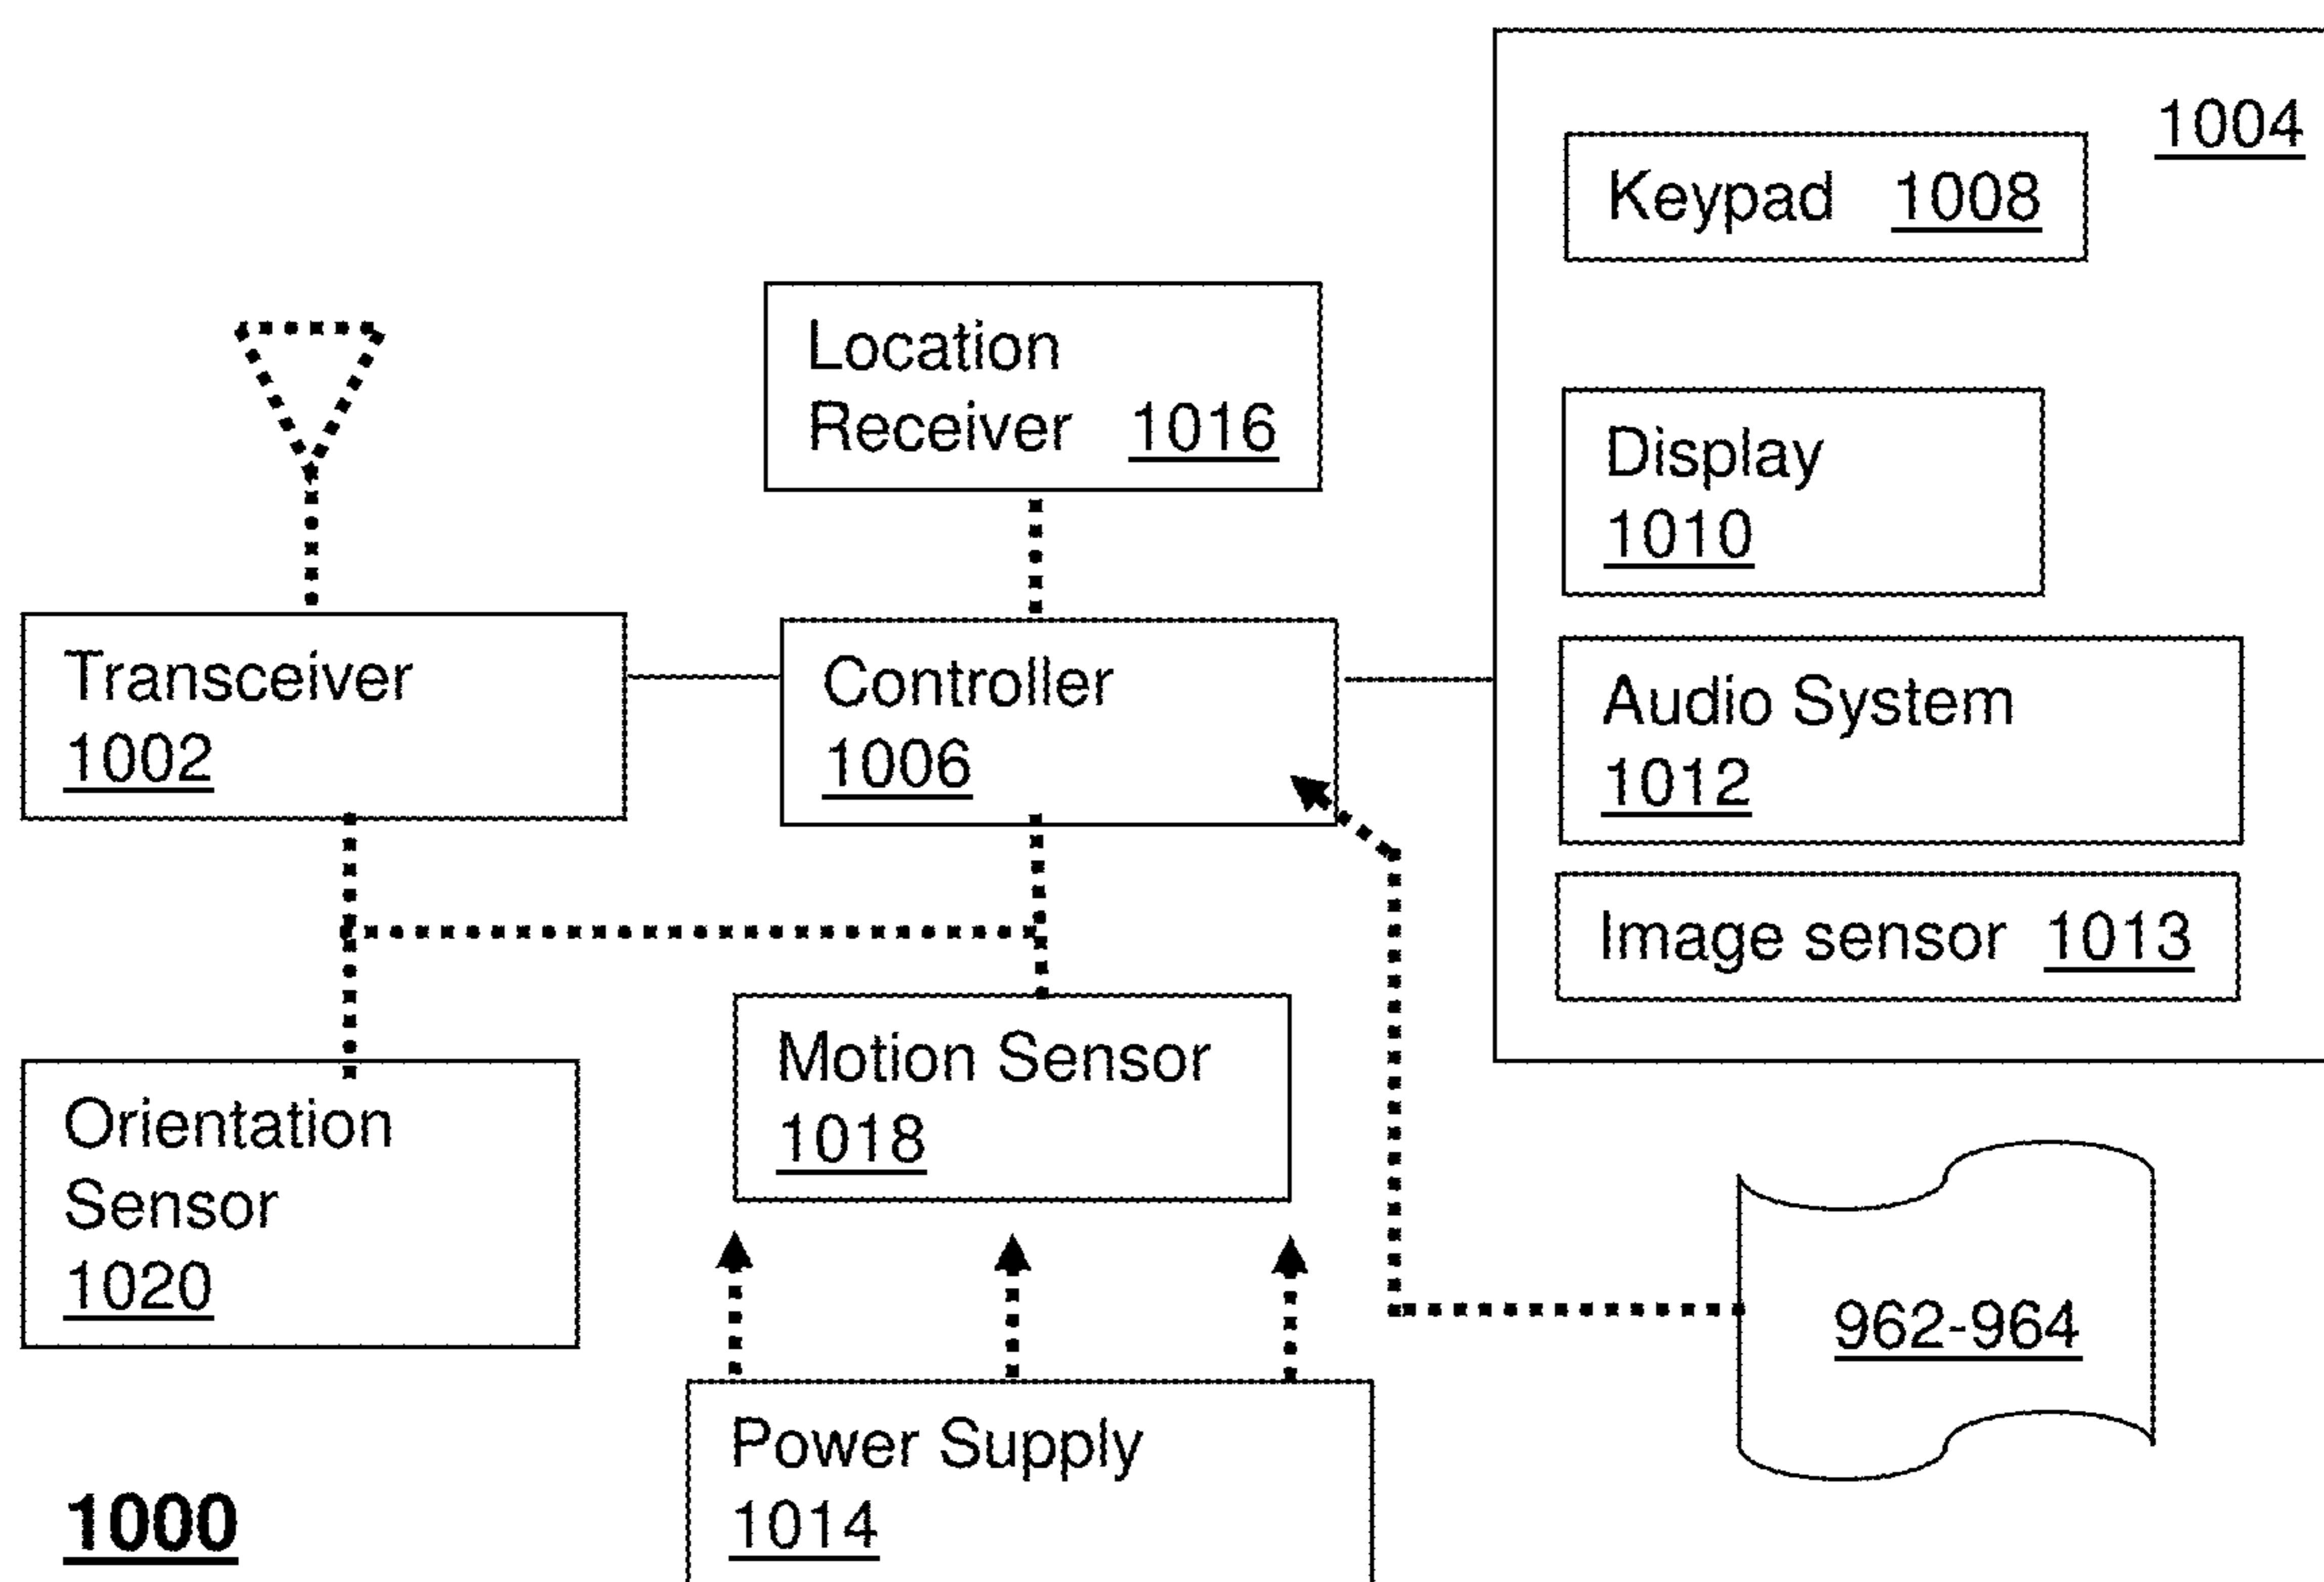 1004
Keypad 1008
Location
Receiver 1016
Display
1010
Transceiver
1002
Controller
1006
Audio System
1012
Image sensor 1013
Motion Sensor
1018
Orientation
Sensor
1020
962-964
Power Supply
1014
1000